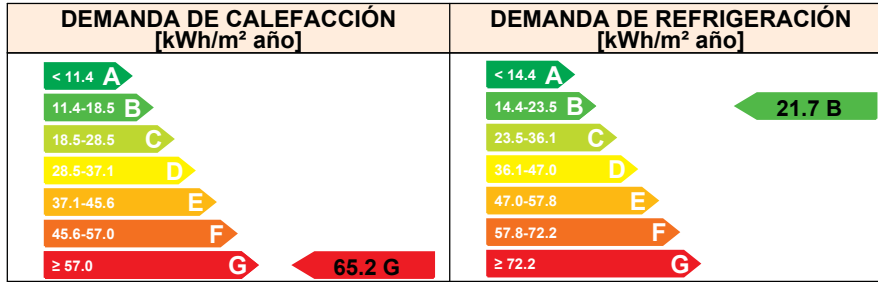 DEMANDA DE CALEFACCIÓN
[kWh/m² año]
< 11.4 A
11.4-18.5 B
18.5-28.5 C
28.5-37.1 D
37.1-45.6 E
45.6-57.0 F
≥ 57.0 G
65.2 G
DEMANDA DE REFRIGERACIÓN
[kWh/m² año]
< 14.4 A
14.4-23.5 B
21.7 B
23.5-36.1 C
36.1-47.0 D
47.0-57.8 E
57.8-72.2 F
≥ 72.2 G